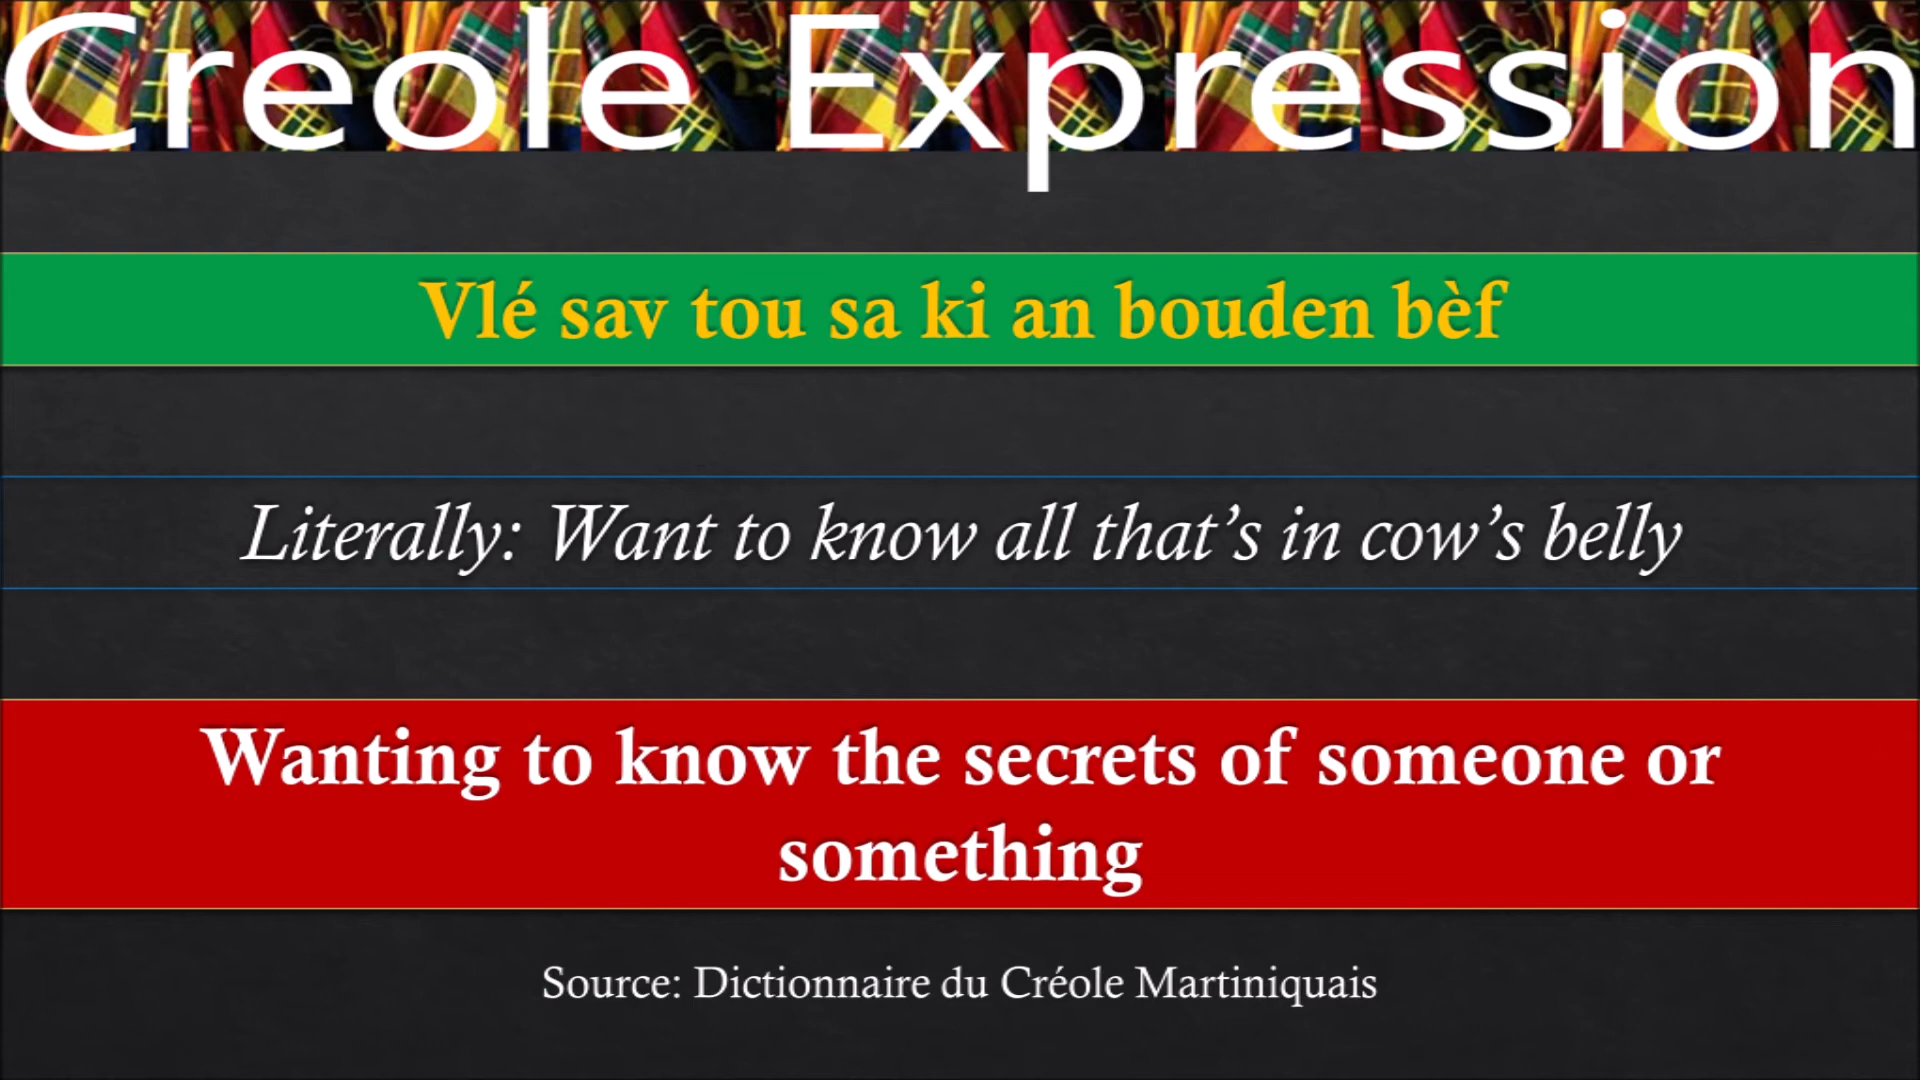 Creole Expression
Vlé sav tou sa ki an bouden bèf
Literally: Want to know all that’s in cow’s belly
Wanting to know the secrets of someone or
something
Source: Dictionnaire du Créole Martiniquais